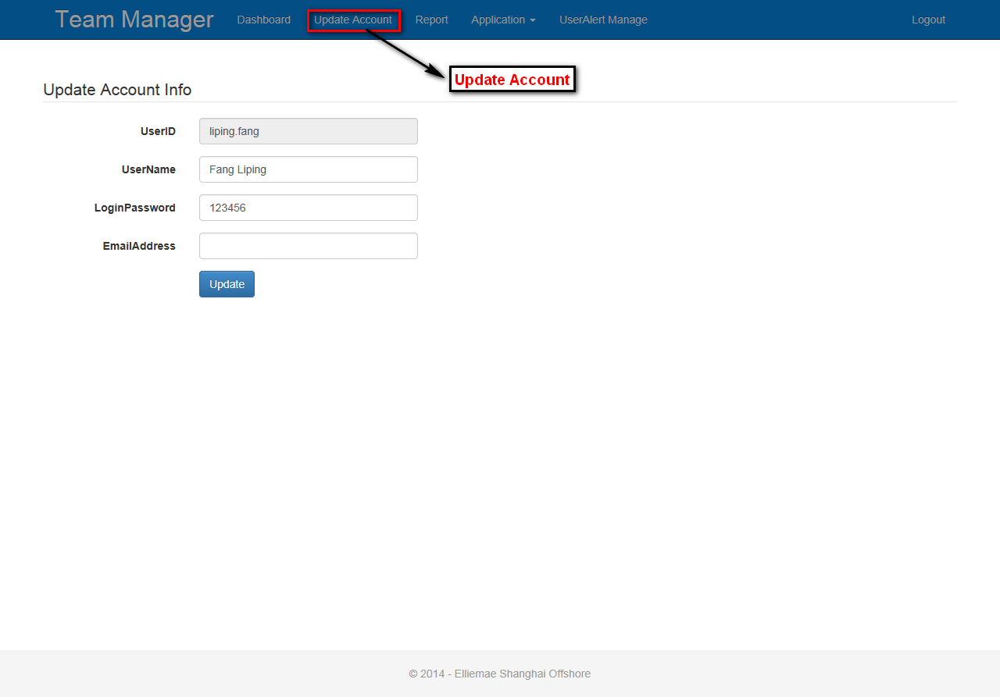 Team Manager Dashboard Update Account Report Application UserAlert Manage Logout
Update Account
Update Account Info
UserID liping.fang
UserName Fang Liping
LoginPassword 123456
EmailAddress
Update
© 2014 - Elliemae Shanghai Offshore